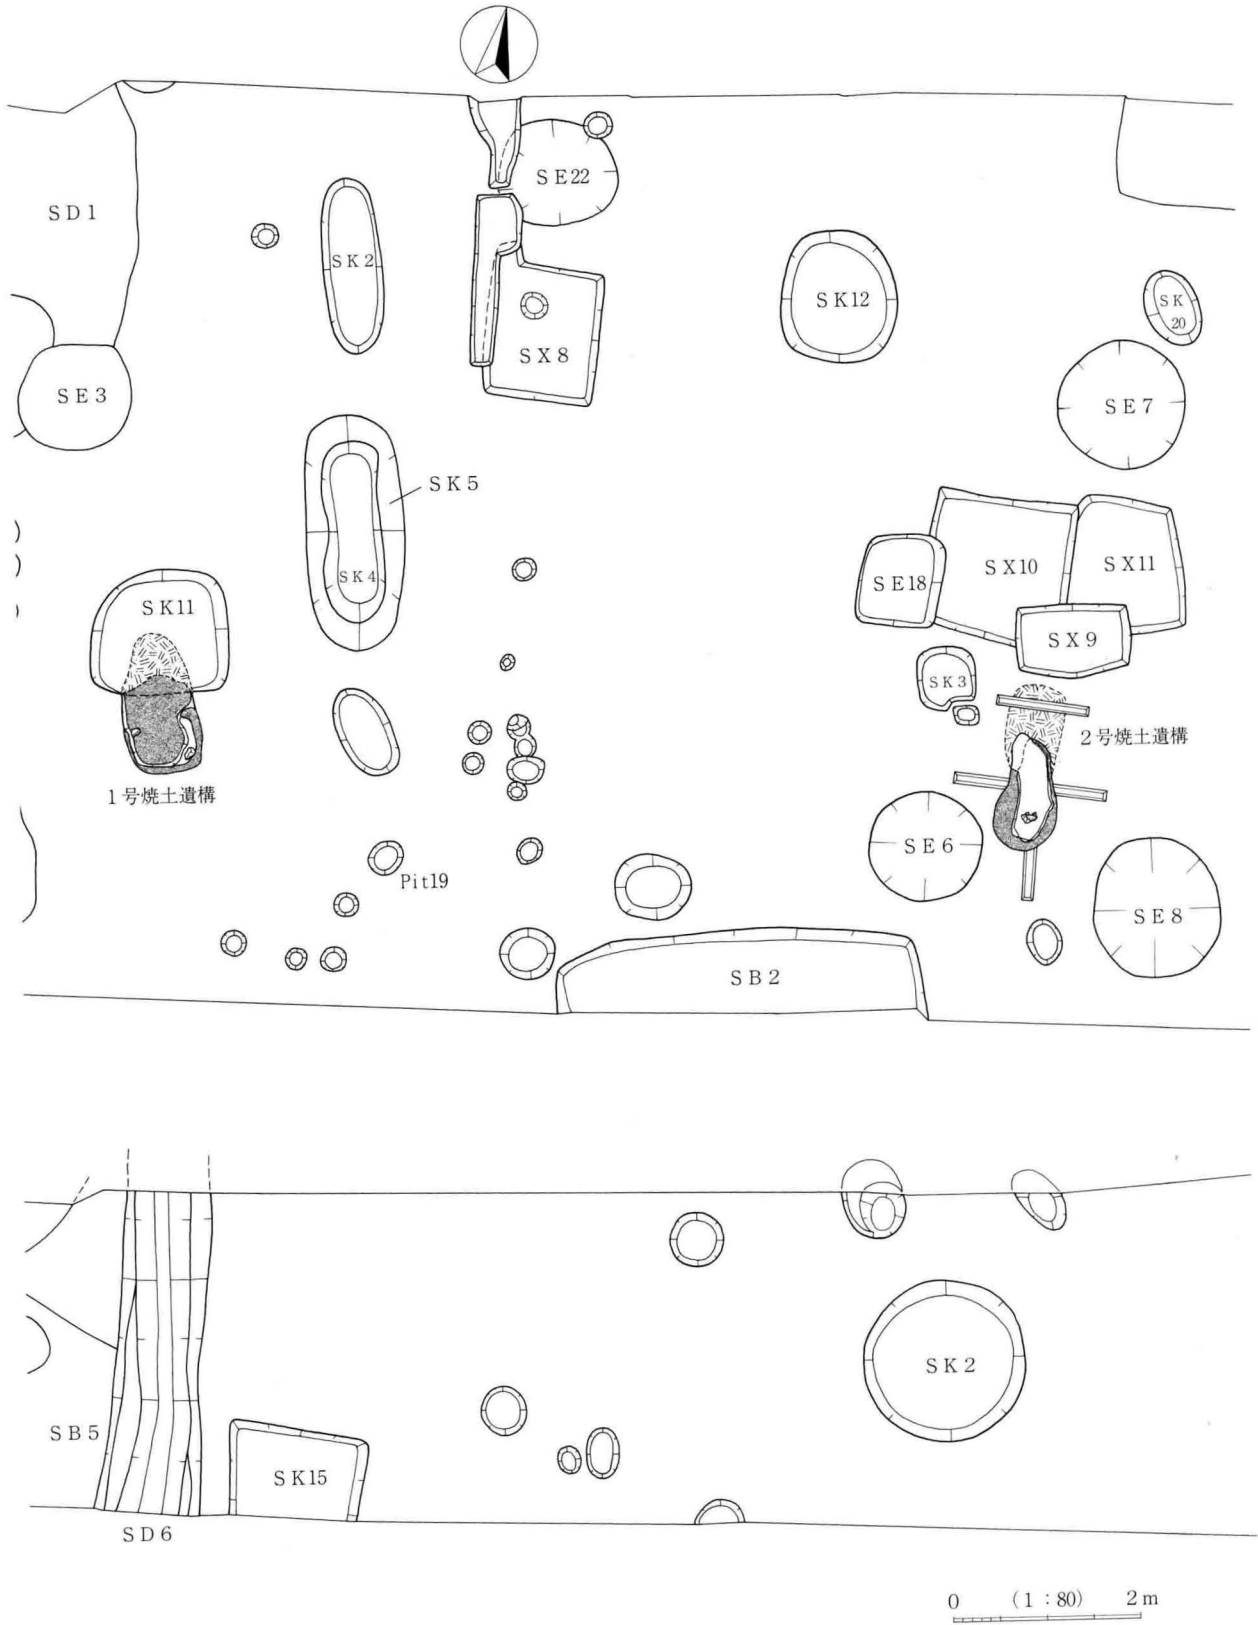 SE22
SD1
SK2
SK12
SK
20
SX8
SE3
SE7
SK5
SK4
SX10
SX11
SE18
SK11
SX9
SK3
2号焼土遺構
1号焼土遺構
SE6
Pit19
SE8
SB2
SK2
SB5
SK15
SD6
0 (1:80) 2m